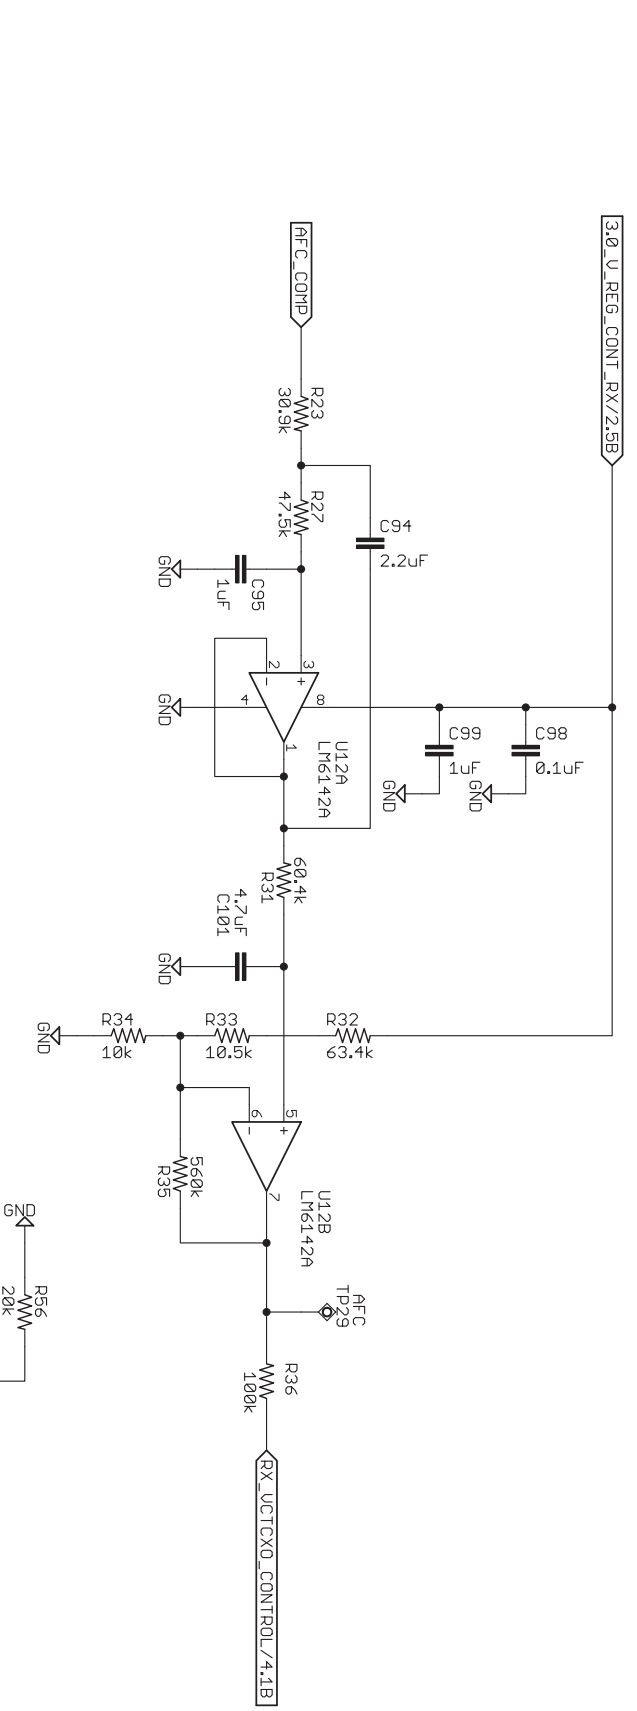 3.0_V_REG_CONT_RX/2.5B
AFC_COMP
R23
30.9k
R27
47.5k
C94
2.2uF
C95
1uF
GND
2
3
-
+
4
8
1
GND
U12A
LM6142A
C99
1uF
GND
C98
0.1uF
GND
60.4k
R31
4.7uF
C101
GND
GND
R34
10k
R33
10.5k
R32
63.4k
6
5
-
+
7
560k
R35
U12B
LM6142A
AFC
TP29
GND
R56
20k
R36
100k
RX_VCTCXO_CONTROL/4.1B